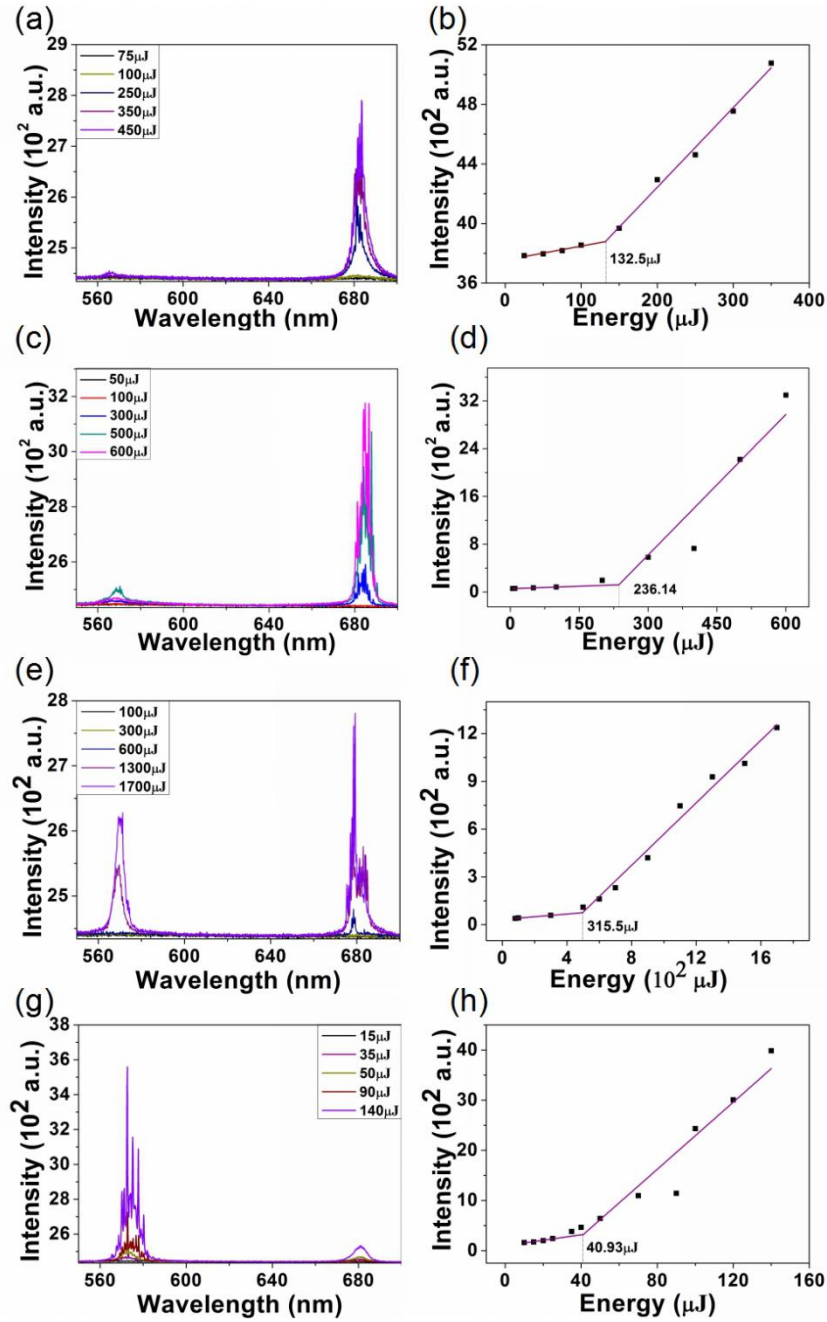 (a)
29
28
27
26
25
Intensity (10² a.u.)
75μJ
100μJ
250μJ
350μJ
450μJ
560 600 640 680
Wavelength (nm)
(b)
52
48
44
40
36
Intensity (10² a.u.)
132.5μJ
0 100 200 300 400
Energy (μJ)
(c)
32
30
28
26
Intensity (10² a.u.)
50μJ
100μJ
300μJ
500μJ
600μJ
560 600 640 680
Wavelength (nm)
(d)
32
24
16
8
0
Intensity (10² a.u.)
236.14
0 150 300 450 600
Energy (μJ)
(e)
28
27
26
25
Intensity (10² a.u.)
100μJ
300μJ
600μJ
1300μJ
1700μJ
560 600 640 680
Wavelength (nm)
(f)
12
9
6
3
0
Intensity (10² a.u.)
315.5μJ
0 4 8 12 16
Energy (10² μJ)
(g)
38
36
34
32
30
28
26
Intensity (10² a.u.)
15μJ
35μJ
50μJ
90μJ
140μJ
560 600 640 680
Wavelength (nm)
(h)
40
30
20
10
0
Intensity (10² a.u.)
40.93μJ
0 40 80 120 160
Energy (μJ)